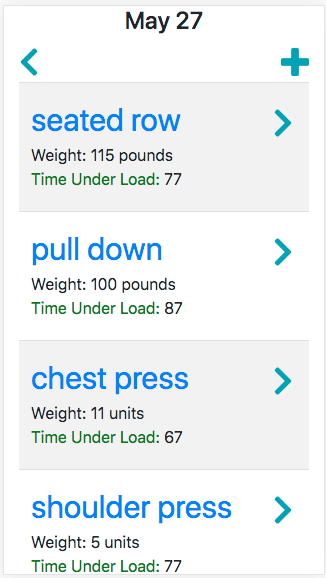 May 27
seated row
Weight: 115 pounds
Time Under Load: 77
pull down
Weight: 100 pounds
Time Under Load: 87
chest press
Weight: 11 units
Time Under Load: 67
shoulder press
Weight: 5 units
Time Under Load: 77